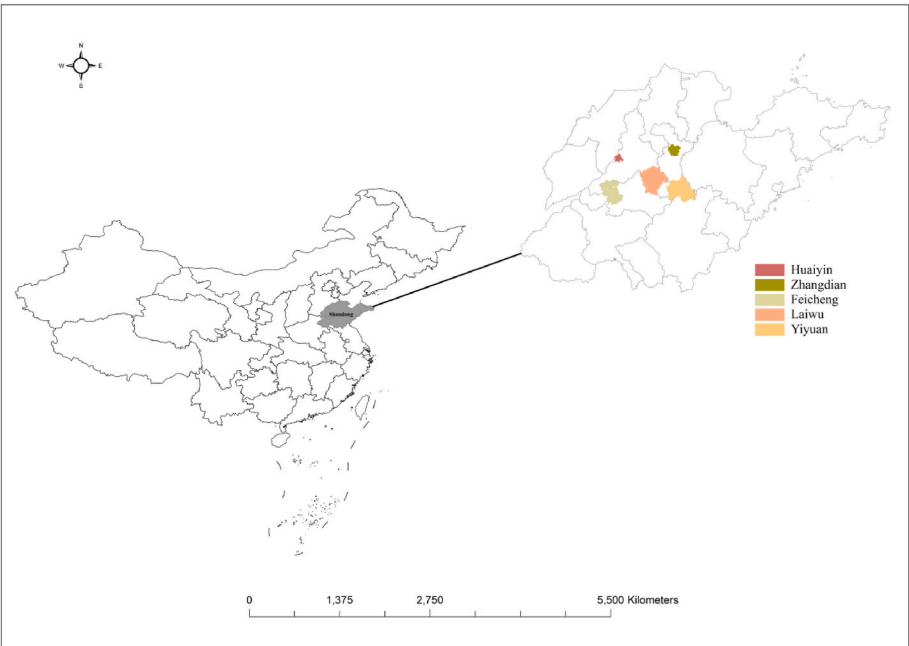 N
W E
S
Shandong
Huaiyin
Zhangdian
Feicheng
Laiwu
Yiyuan
0 1,375 2,750 5,500 Kilometers